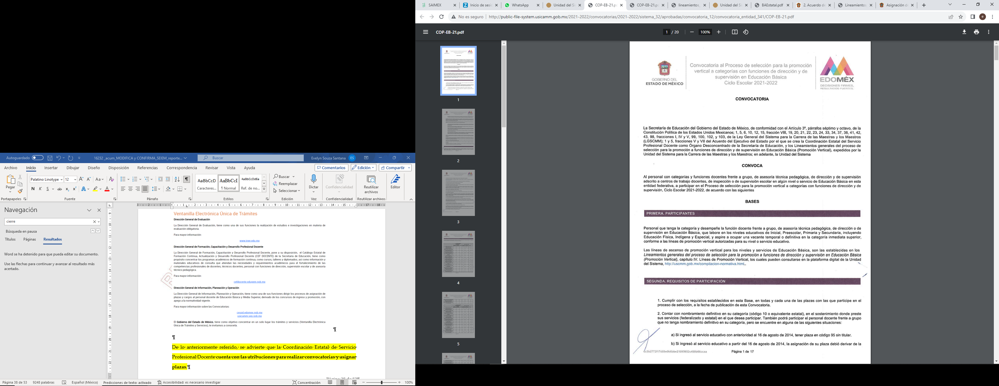 Autoguardado
16232 _acum_MODIFICA y CONFIRMA_SEIEM_reporte...
Buscar
Evelyn Souza Santana
ES
Archivo Inicio Insertar Dibujar Diseño Disposición Referencias Correspondencia Revisar Vista Ayuda
Comentarios Edición Compartir
Pegar
Palatino Linotype 12
N K S ab x₂ x²
AaBbCcD AaBbCcI AaBbCcDdEe
Caracteres... ¶ Normal Ref. de no...
Buscar
Reemplazar
Seleccionar
Dictar
Confidencialidad
Reutilizar archivos
Editor
Portapapeles Fuente Párrafo Estilos Edición Voz Confidencialidad Reutilizar archivos
Navegación
cierre
Búsqueda en pausa
Títulos Páginas Resultados
Word se ha detenido para que pueda editar su documento.
Use las flechas para continuar y avanzar al resultado más
acertado.
Ventanilla Electrónica Única de Trámites
Dirección General de Evaluación
La Dirección General de Evaluación, tiene como una de sus funciones la realización de estudios e investigaciones en materia de
evaluación obligatoria.
Para mayor información:
www.inee.edu.mx
Dirección General de Formación, Capacitación y Desarrollo Profesional Docente
La Dirección General de Formación, Capacitación y Desarrollo Profesional Docente, pone a su disposición, el Catálogo Estatal de
Formación Continua, Actualización y Desarrollo Profesional Docente (CEF DOCENTE) de la Secretaría de Educación, tiene como
propósito concentrar los programas académicos de formación continua, como cursos, talleres y diplomados; así como información y
materiales educativos de consulta que atiendan las necesidades y requerimientos académicos para el fortalecimiento de las
competencias profesionales de docentes, técnicos docentes, personal con funciones de dirección, supervisión escolar y de asesoría
técnico pedagógica.
Para mayor información:
cefdocente.edugem.gob.mx
Dirección General de Información, Planeación y Operación
La Dirección General de Información, Planeación y Operación, tiene como una de sus funciones dirigir los procesos de asignación de
plazas y cargos al personal docente de Educación Básica y Media Superior, derivado de los concursos de ingreso y promoción, con
apego a la normatividad vigente.
Para mayor información sobre las Convocatorias:
cespd.edomex.gob.mx
usicamm.sep.gob.mx
El Gobierno del Estado de México, tiene como objetivo concentrar en un solo lugar los trámites y servicios (Ventanilla Electrónica
Única de Trámites y Servicios), te invitamos a conocerla.
¶
¶
De lo anteriormente referido, se advierte que la Coordinación Estatal de Servicio
Profesional Docente cuenta con las atribuciones para realizar convocatorias y asignar
plazas.¶
Página 38 de 53¶
Página 38 de 53 9248 palabras Español (México) Predicciones de texto: activado Accesibilidad: es necesario investigar Concentración 100%
SAIMEX Inicio de sesi WhatsApp Unidad del Si COP-EB-21.pd COP-EB-21.pd lineamientos_ Unidad del Si BAEstatal.pdf 2. Acuerdo de Lineamientos Asignación de
No es seguro http://public-file-system.usicamm.gob.mx/2021-2022/convocatorias/2021-2022/sistema_32/aprobadas/convocatoria_12/convocatoria_entidad_341/COP-EB-21.pdf
e
COP-EB-21.pdf
1 / 20
100%
1
2
3
4
5
GOBIERNO DEL
ESTADO DE MÉXICO
Convocatoria al Proceso de selección para la promoción
vertical a categorías con funciones de dirección y de
supervisión en Educación Básica
Ciclo Escolar 2021-2022
EDOMÉX
DECISIONES FIRMES,
RESULTADOS FUERTES.
CONVOCATORIA
La Secretaría de Educación del Gobierno del Estado de México, de conformidad con el Artículo 3º, párrafos séptimo y octavo, de la
Constitución Política de los Estados Unidos Mexicanos; 1, 5, 6, 10, 12, 15, fracción VIII, 19, 20, 21, 22, 23, 24, 33, 34, 37, 38, 41, 42,
43, 98, fracciones I, IV y V, 99, 100, 102, y 103, de la Ley General del Sistema para la Carrera de las Maestras y los Maestros
(LGSCMM); 1 y 5, fracciones V y VII del Acuerdo del Ejecutivo del Estado por el que se crea la Coordinación Estatal del Servicio
Profesional Docente como Órgano Desconcentrado de la Secretaría de Educación, y los Lineamientos generales del proceso de
selección para la promoción a funciones de dirección y de supervisión en Educación Básica (Promoción Vertical), expedidos por la
Unidad del Sistema para la Carrera de las Maestras y los Maestros; en adelante, la Unidad del Sistema
CONVOCA
Al personal con categorías y funciones docentes frente a grupo, de asesoría técnica pedagógica, de dirección y de supervisión
adscrito a centros de trabajo docentes, de inspección o de supervisión escolar en algún nivel o servicio de Educación Básica en esta
entidad federativa, a participar en el Proceso de selección para la promoción vertical a categorías con funciones de dirección y de
supervisión, Ciclo Escolar 2021-2022, de acuerdo con las siguientes
BASES
PRIMERA. PARTICIPANTES
Personal que tenga la categoría y desempeñe la función docente frente a grupo, de asesoría técnica pedagógica, de dirección o de
supervisión en Educación Básica, que labore en los niveles educativos de Inicial, Preescolar, Primaria y Secundaria, incluyendo
Educación Física, Indígena y Especial, y aspire a ocupar una vacante temporal o definitiva en la categoría inmediata superior,
conforme a las líneas de promoción vertical autorizadas para su nivel o servicio educativo.
Las líneas de ascenso de promoción vertical para los niveles y servicios de Educación Básica, son las establecidas en los
Lineamientos generales del proceso de selección para la promoción a funciones de dirección y supervisión en Educación Básica
(Promoción Vertical), capítulo IV. Líneas de Promoción Vertical, los cuales pueden consultarse en la plataforma digital de la Unidad
del Sistema, http://uscmm.gob.mx/compilacion-normativa.html..
SEGUNDA. REQUISITOS DE PARTICIPACIÓN
1. Cumplir con los requisitos establecidos en esta Base, en todas y cada una de las plazas con las que participe en el
proceso de selección, a la fecha de publicación de esta Convocatoria.
2. Contar con nombramiento definitivo en su categoría (código 10 o equivalente estatal), en el sostenimiento donde preste
sus servicios (federalizado y estatal) en el que desea participar. También podrá participar el personal docente frente a grupo
que no tenga nombramiento definitivo en su categoría, pero se encuentre en alguna de las siguientes situaciones:
a) Si ingresó al servicio educativo con anterioridad al 16 de agosto de 2014, tener plaza en código 95 sin titular.
b) Si ingresó al servicio educativo a partir del 16 de agosto de 2014, la asignación de su plaza debió derivar de la
Página 1 de 17